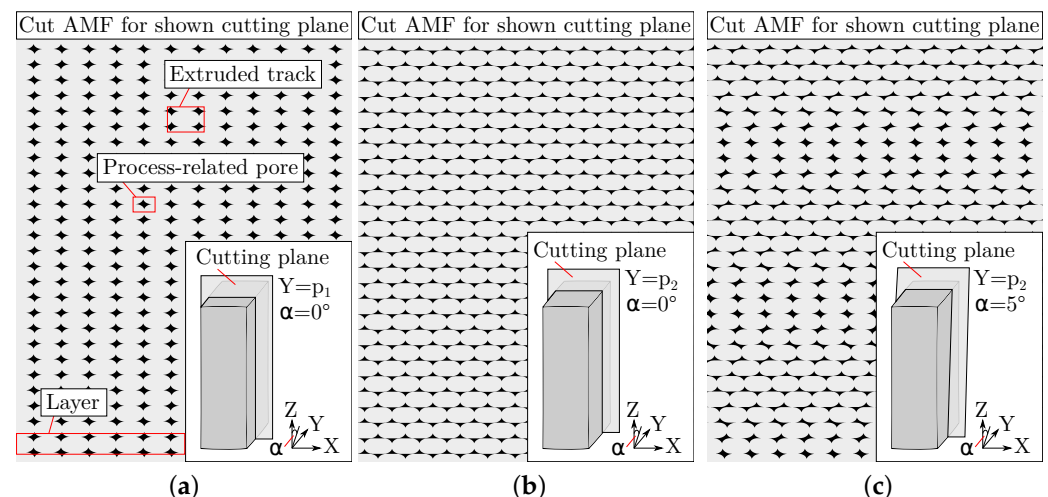 Cut AMF for shown cutting plane
Extruded track
Process-related pore
Cutting plane
Y=p₁
α=0°
Layer
Z
Y
X
α
(a)
Cut AMF for shown cutting plane
Cutting plane
Y=p₂
α=0°
Z
Y
X
α
(b)
Cut AMF for shown cutting plane
Cutting plane
Y=p₂
α=5°
Z
Y
X
α
(c)